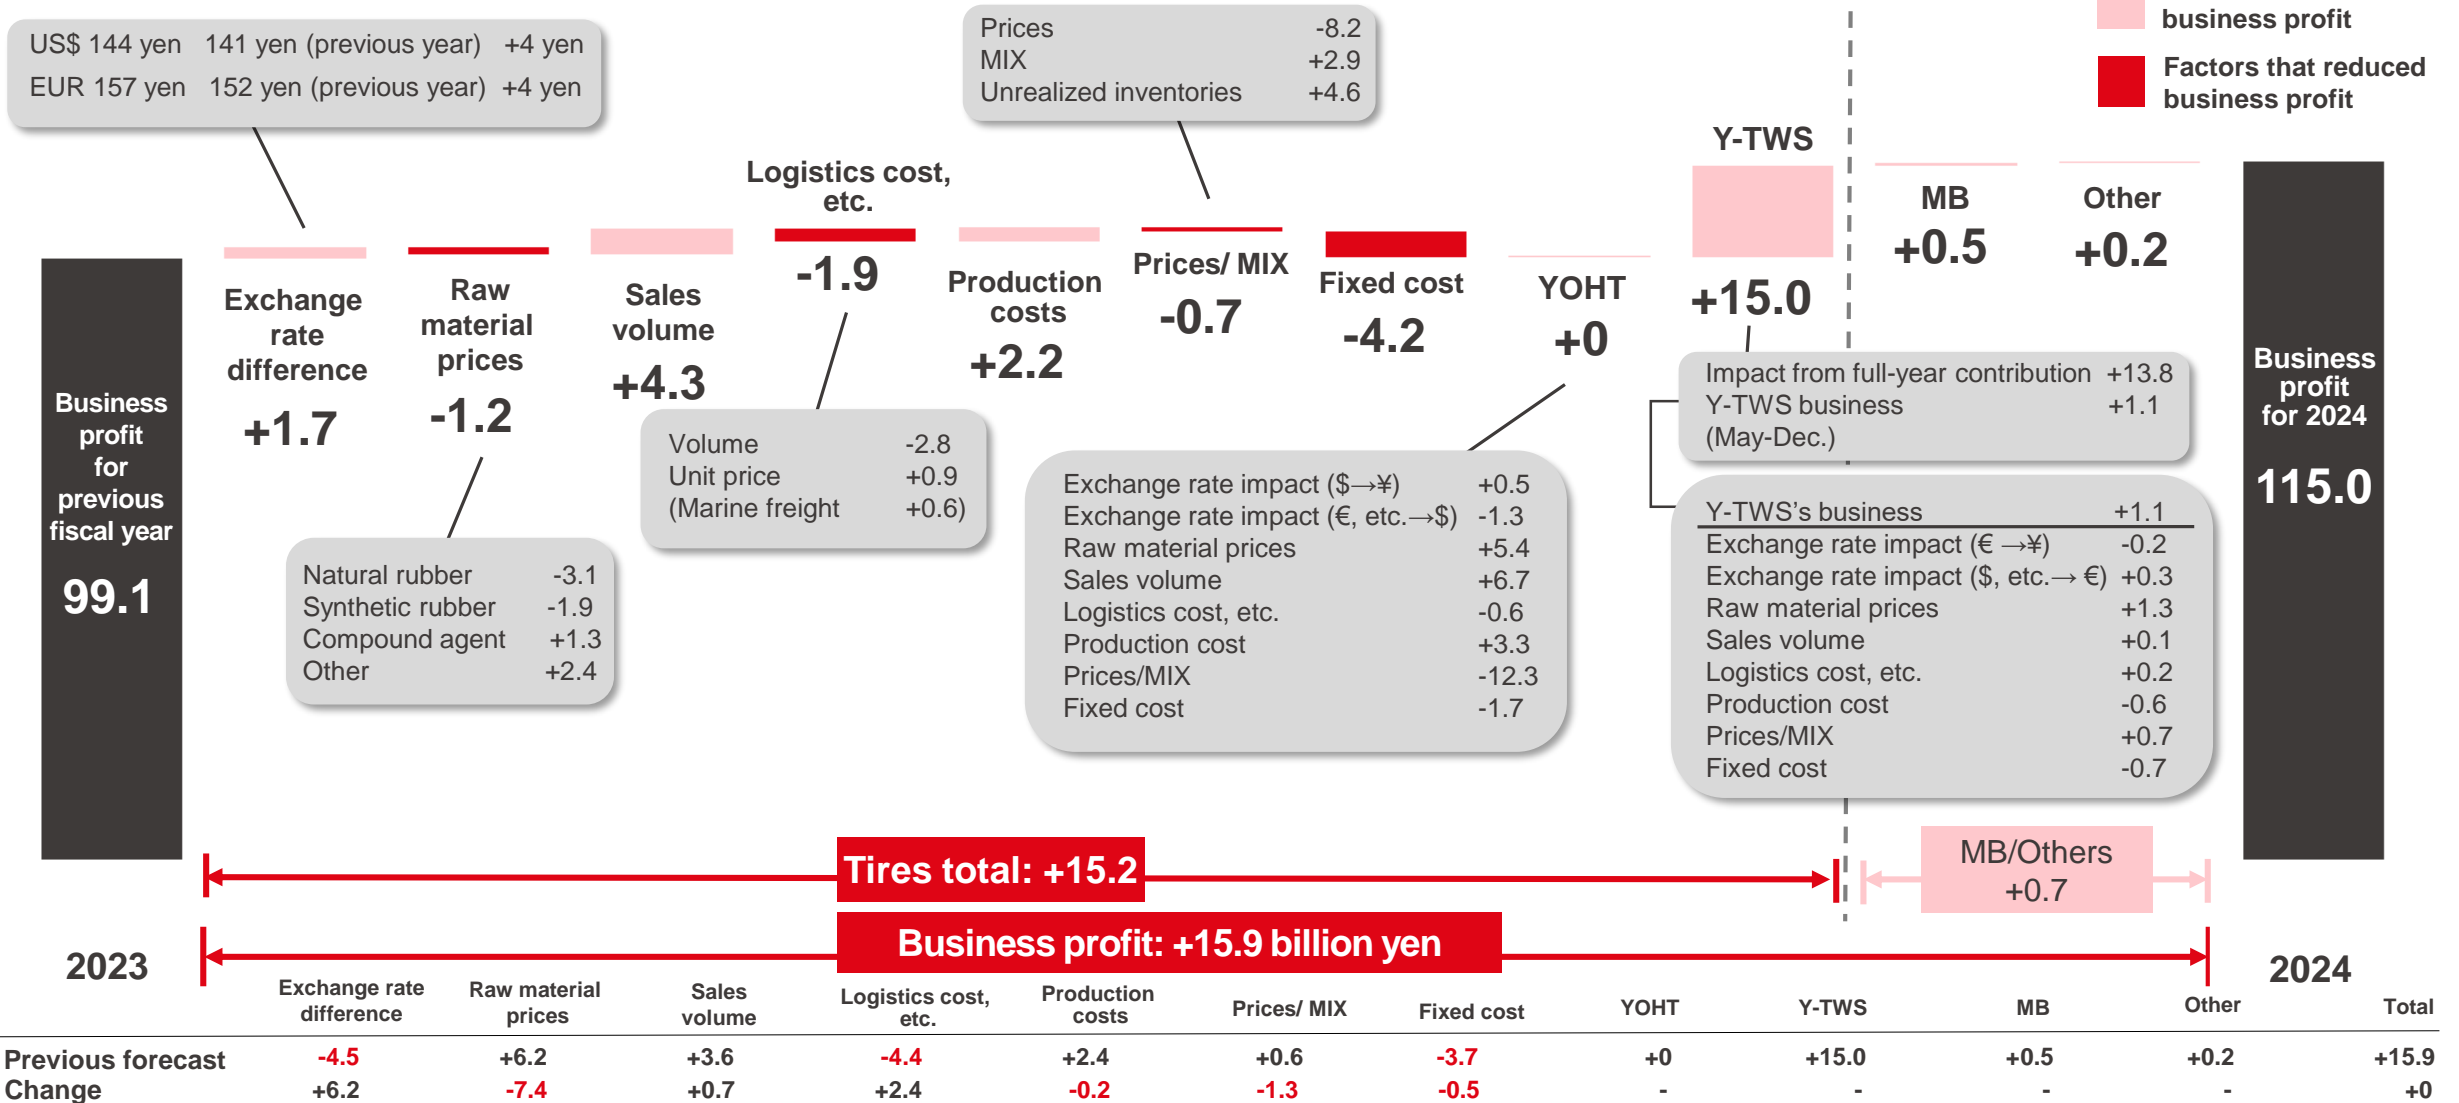 US$ 144 yen 141 yen (previous year) +4 yen
EUR 157 yen 152 yen (previous year) +4 yen
Prices -8.2
MIX +2.9
Unrealized inventories +4.6
business profit
Factors that reduced
business profit
Business
profit
for
previous
fiscal year
99.1
Exchange
rate
difference
+1.7
Raw
material
prices
-1.2
Natural rubber -3.1
Synthetic rubber -1.9
Compound agent +1.3
Other +2.4
Sales
volume
+4.3
Logistics cost,
etc.
-1.9
Volume -2.8
Unit price +0.9
(Marine freight +0.6)
Production
costs
+2.2
Prices/ MIX
-0.7
Fixed cost
-4.2
YOHT
+0
Exchange rate impact ($→¥) +0.5
Exchange rate impact (€, etc.→$) -1.3
Raw material prices +5.4
Sales volume +6.7
Logistics cost, etc. -0.6
Production cost +3.3
Prices/MIX -12.3
Fixed cost -1.7
Y-TWS
+15.0
Impact from full-year contribution +13.8
Y-TWS business +1.1
(May-Dec.)
Y-TWS's business +1.1
Exchange rate impact (€ →¥) -0.2
Exchange rate impact ($, etc.→ €) +0.3
Raw material prices +1.3
Sales volume +0.1
Logistics cost, etc. +0.2
Production cost -0.6
Prices/MIX +0.7
Fixed cost -0.7
MB
+0.5
Other
+0.2
Business
profit
for 2024
115.0
Tires total: +15.2
MB/Others
+0.7
Business profit: +15.9 billion yen
2023
2024
Exchange rate
difference
Raw material
prices
Sales
volume
Logistics cost,
etc.
Production
costs
Prices/ MIX
Fixed cost
YOHT
Y-TWS
MB
Other
Total
Previous forecast -4.5 +6.2 +3.6 -4.4 +2.4 +0.6 -3.7 +0 +15.0 +0.5 +0.2 +15.9
Change +6.2 -7.4 +0.7 +2.4 -0.2 -1.3 -0.5 - - - - +0